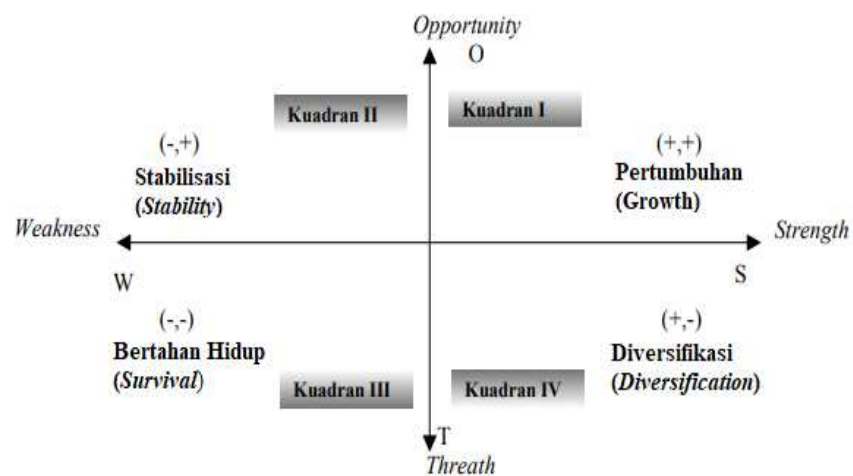 Opportunity
O
Kuadran II
Kuadran I
(-,+)
Stabilisasi
(Stability)
(+,+)
Pertumbuhan
(Growth)
Weakness
Strength
W
S
(-,-)
Bertahan Hidup
(Survival)
(+,-)
Diversifikasi
(Diversification)
Kuadran III
Kuadran IV
T
Threath